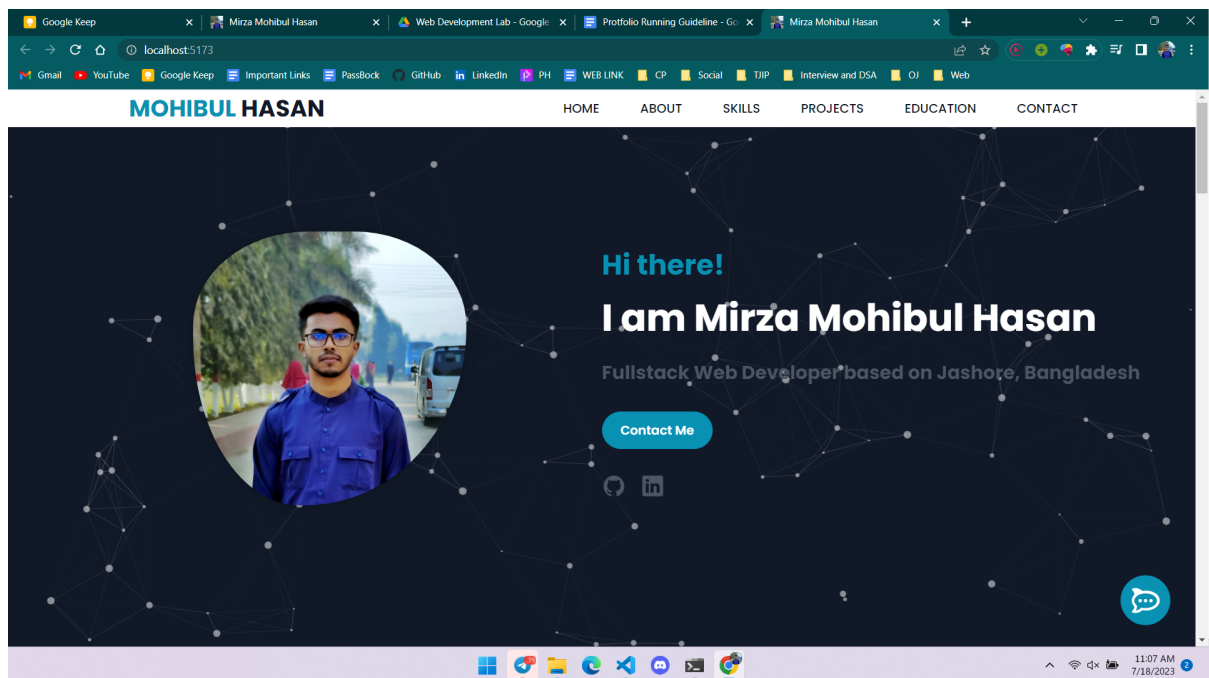 Google Keep
Mirza Mohibul Hasan
Web Development Lab - Google
Protfolio Running Guideline - Go
Mirza Mohibul Hasan
localhost:5173
Gmail YouTube Google Keep Important Links PassBock GitHub LinkedIn PH WEB LINK CP Social TJIP Interview and DSA OJ Web
MOHIBUL HASAN
HOME ABOUT SKILLS PROJECTS EDUCATION CONTACT
Hi there!
I am Mirza Mohibul Hasan
Fullstack Web Developer based on Jashore, Bangladesh
Contact Me
in
11:07 AM
7/18/2023
2